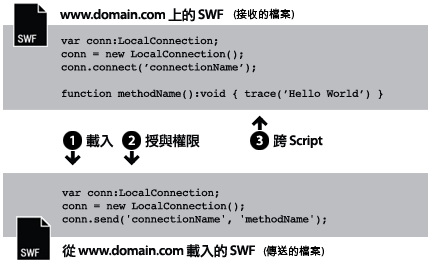 www.domain.com 上的 SWF (接收的檔案)
SWF
var conn:LocalConnection;
conn = new LocalConnection();
conn.connect(‘connectionName’);
function methodName():void { trace(‘Hello World’) }
1 載入 2 授與權限 3 跨 Script
var conn:LocalConnection;
conn = new LocalConnection();
conn.send('connectionName', 'methodName');
SWF
從 www.domain.com 載入的 SWF (傳送的檔案)